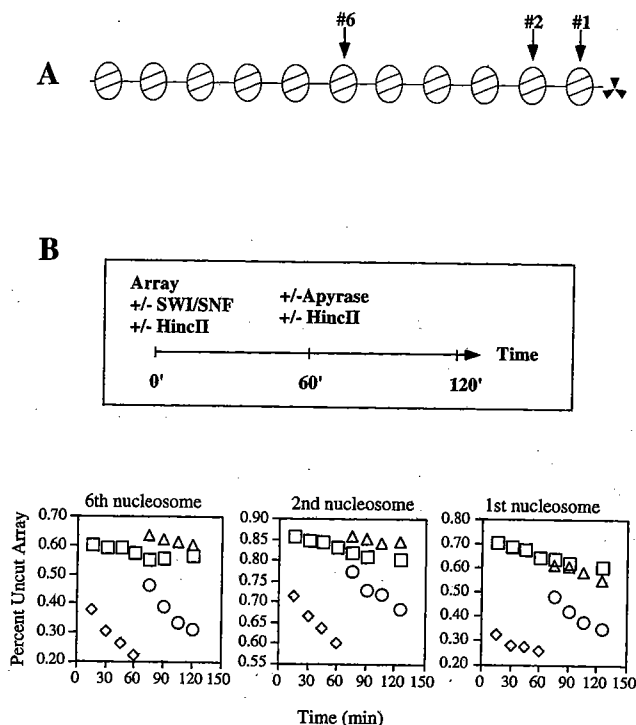 #6 #2 #1
A
B
Array
+/- SWI/SNF
+/- HincII
+/-Apyrase
+/- HincII
Time
0' 60' 120'
6th nucleosome 2nd nucleosome 1st nucleosome
Percent Uncut Array
0.70
0.60
0.50
0.40
0.30
0.20
0 30 60 90 120 150
0.90
0.85
0.80
0.75
0.70
0.65
0.60
0.55
0 30 60 90 120 150
0.80
0.70
0.60
0.50
0.40
0.30
0.20
0 30 60 90 120 150
Time (min)